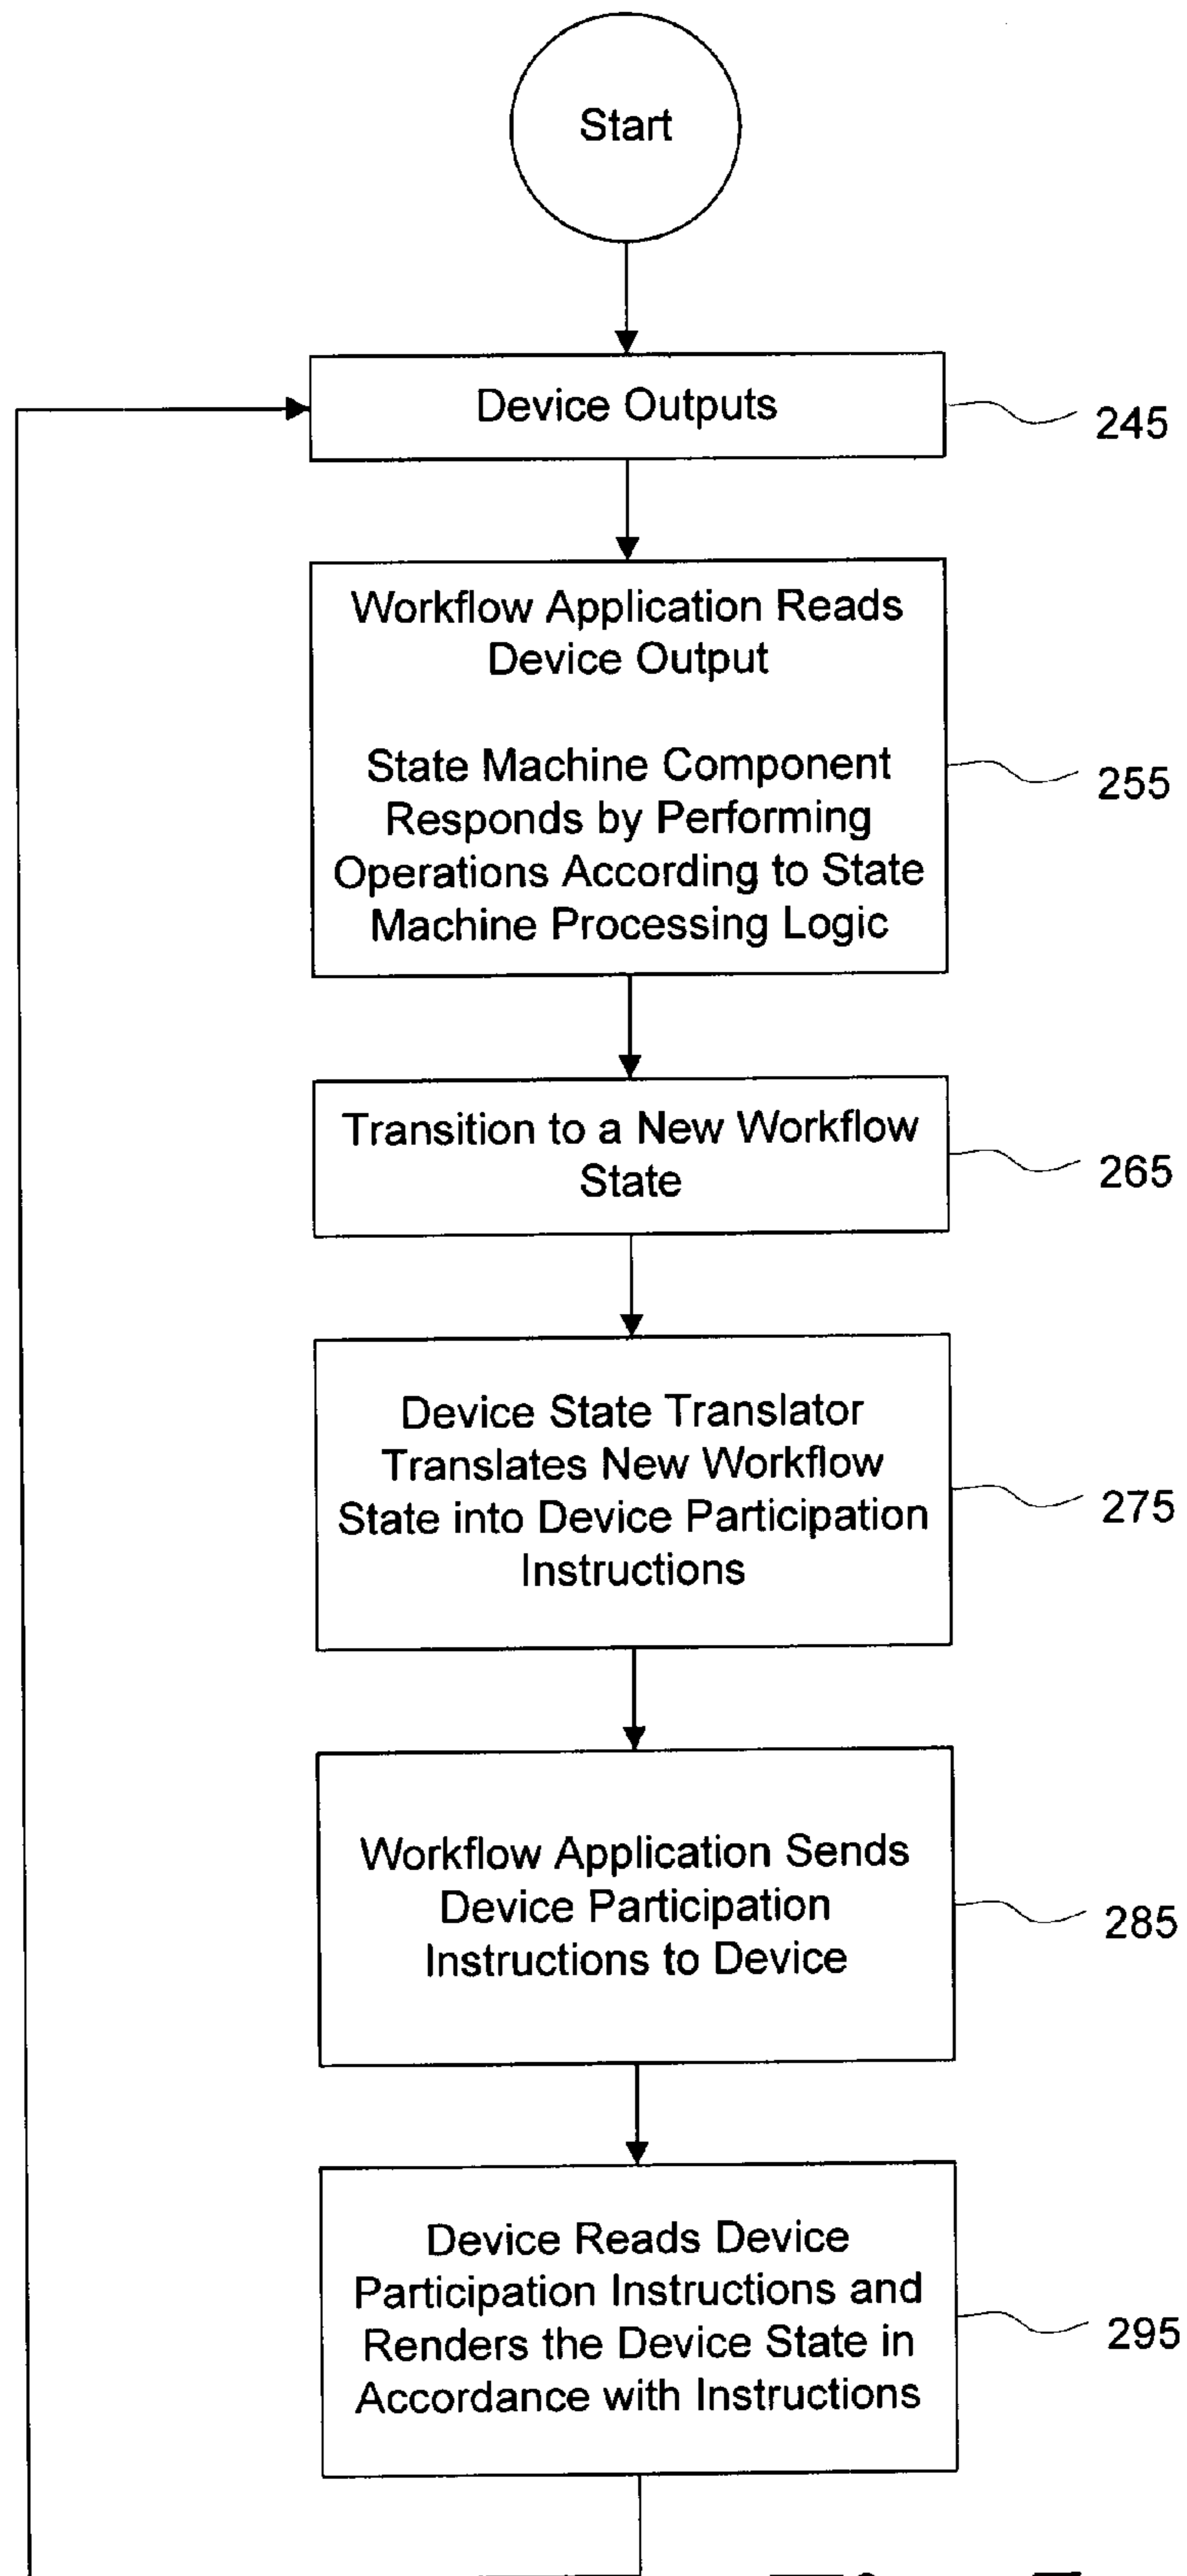 Start
Device Outputs
245
Workflow Application Reads
Device Output
State Machine Component
Responds by Performing
Operations According to State
Machine Processing Logic
255
Transition to a New Workflow
State
265
Device State Translator
Translates New Workflow
State into Device Participation
Instructions
275
Workflow Application Sends
Device Participation
Instructions to Device
285
Device Reads Device
Participation Instructions and
Renders the Device State in
Accordance with Instructions
295